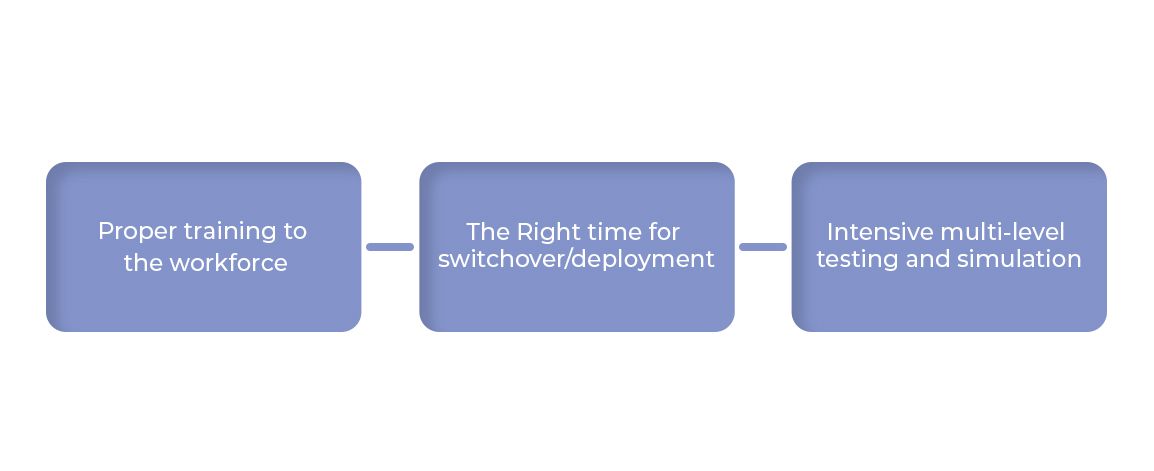 Proper training to
the workforce
The Right time for
switchover/deployment
Intensive multi-level
testing and simulation